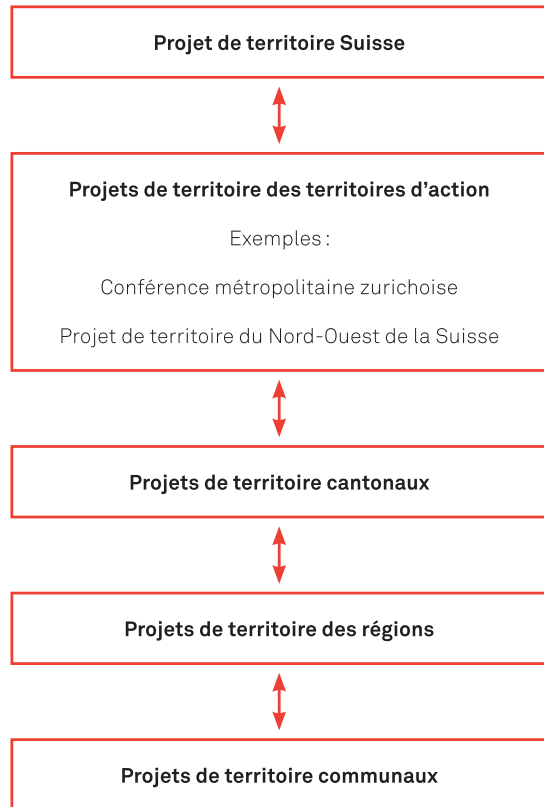 Projet de territoire Suisse
Projets de territoire des territoires d’action
Exemples :
Conférence métropolitaine zurichoise
Projet de territoire du Nord-Ouest de la Suisse
Projets de territoire cantonaux
Projets de territoire des régions
Projets de territoire communaux